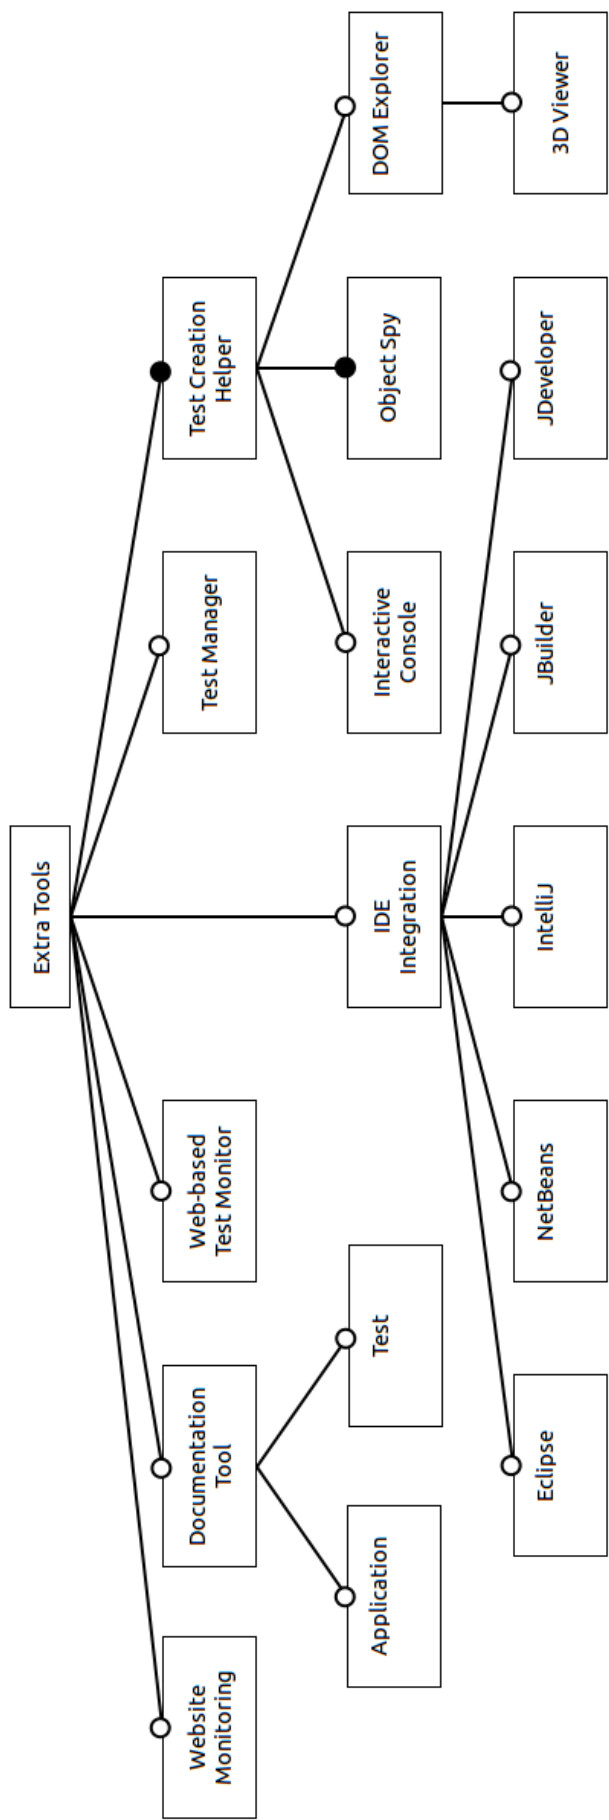 Extra Tools
Website
Monitoring
Documentation
Tool
Web-based
Test Monitor
Test Manager
Test Creation
Helper
Application
Test
IDE
Integration
Interactive
Console
Object Spy
DOM Explorer
Eclipse
NetBeans
IntelliJ
JBuilder
JDeveloper
3D Viewer